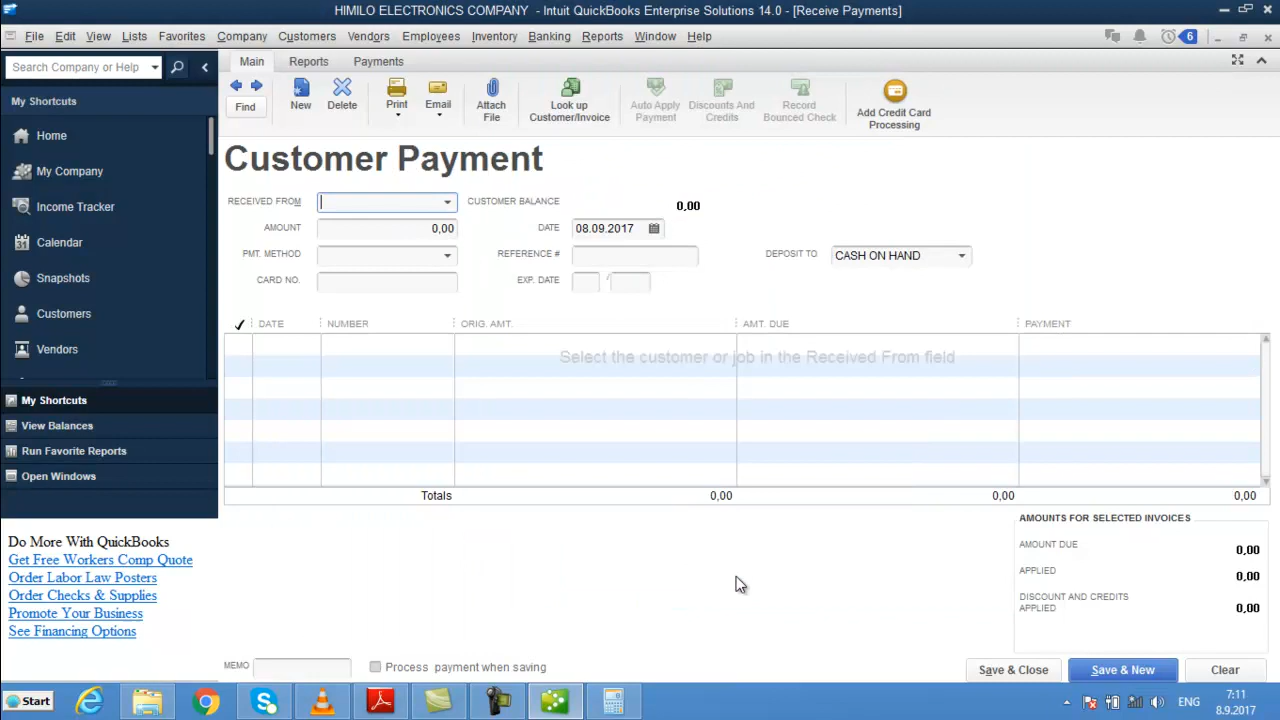 HIMILO ELECTRONICS COMPANY - Intuit QuickBooks Enterprise Solutions 14.0 - [Receive Payments]
File Edit View Lists Favorites Company Customers Vendors Employees Inventory Banking Reports Window Help
6
Search Company or Help
My Shortcuts
Home
My Company
Income Tracker
Calendar
Snapshots
Customers
Vendors
My Shortcuts
View Balances
Run Favorite Reports
Open Windows
Do More With QuickBooks
Get Free Workers Comp Quote
Order Labor Law Posters
Order Checks & Supplies
Promote Your Business
See Financing Options
Main Reports Payments
Find
New
Delete
Print
Email
Attach
File
Look up
Customer/Invoice
Auto Apply
Payment
Discounts And
Credits
Record
Bounced Check
Add Credit Card
Processing
Customer Payment
RECEIVED FROM CUSTOMER BALANCE 0,00
AMOUNT 0,00 DATE 08.09.2017
PMT. METHOD REFERENCE # DEPOSIT TO CASH ON HAND
CARD NO. EXP. DATE /
DATE NUMBER ORIG. AMT. AMT. DUE PAYMENT
Select the customer or job in the Received From field
Totals 0,00 0,00 0,00
AMOUNTS FOR SELECTED INVOICES
AMOUNT DUE 0,00
APPLIED 0,00
DISCOUNT AND CREDITS
APPLIED 0,00
MEMO Process payment when saving Save & Close Save & New Clear
Start ENG 7:11
8.9.2017